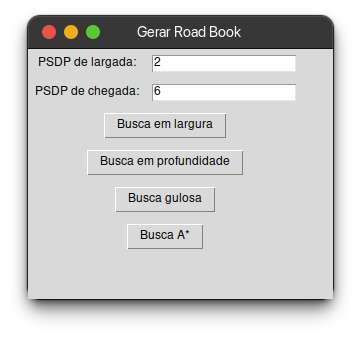 Gerar Road Book
PSDP de largada: 2
PSDP de chegada: 6
Busca em largura
Busca em profundidade
Busca gulosa
Busca A*